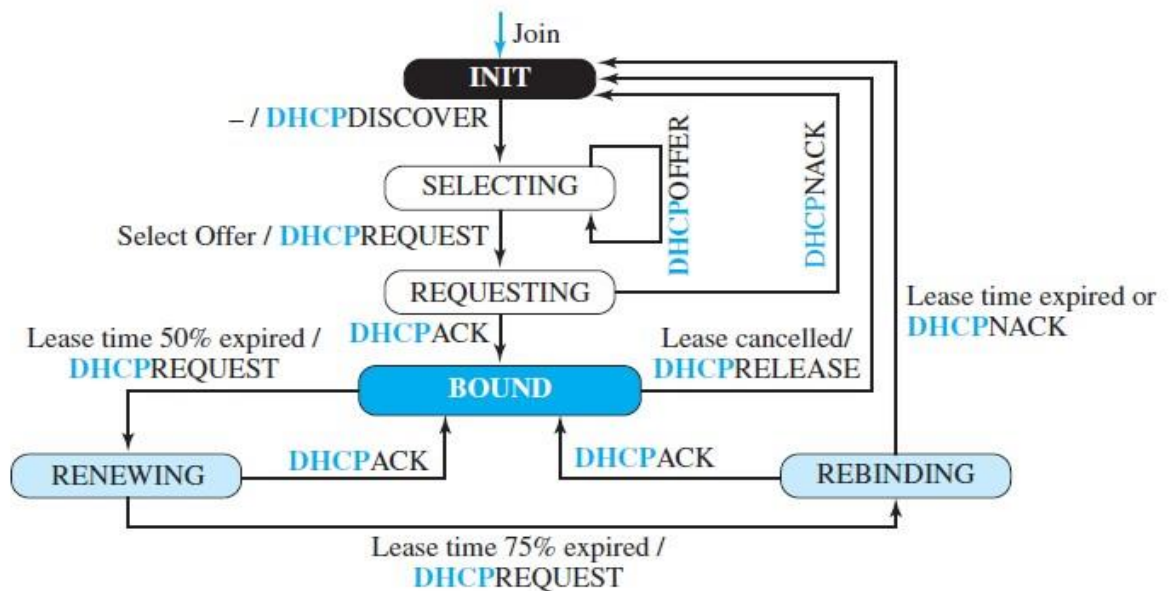 Join
INIT
– / DHCPDISCOVER
SELECTING
DHCPOFFER
DHCPNACK
Select Offer / DHCPREQUEST
REQUESTING
Lease time expired or
DHCPNACK
Lease time 50% expired /
DHCPREQUEST
DHCPACK
Lease cancelled/
DHCPRELEASE
BOUND
RENEWING
DHCPACK
DHCPACK
REBINDING
Lease time 75% expired /
DHCPREQUEST